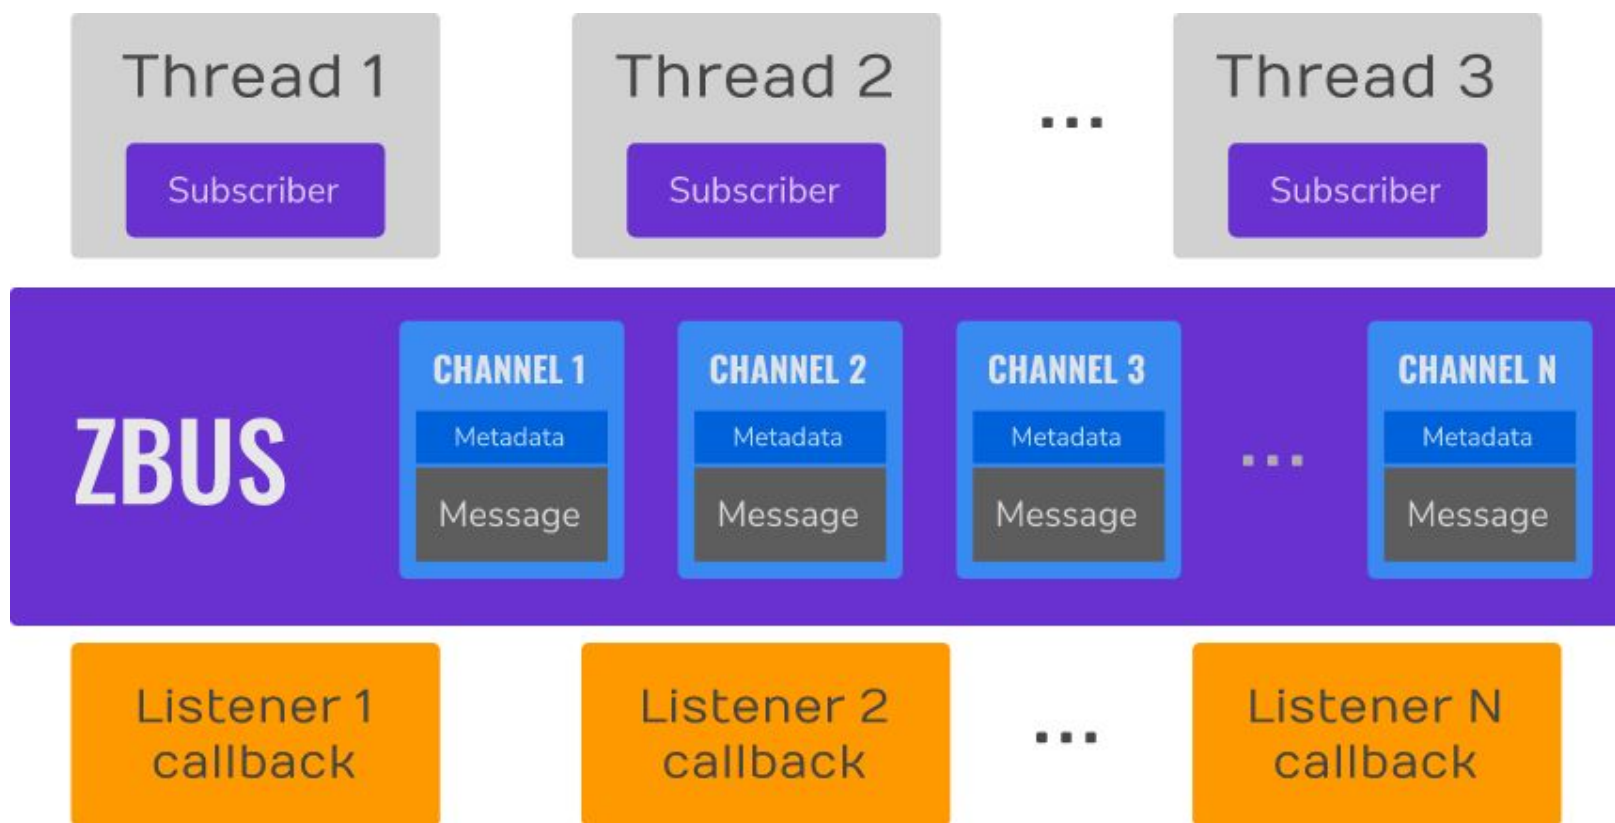 Thread 1
Thread 2
...
Thread 3
Subscriber
Subscriber
Subscriber
ZBUS
CHANNEL 1
Metadata
Message
CHANNEL 2
Metadata
Message
CHANNEL 3
Metadata
Message
...
CHANNEL N
Metadata
Message
Listener 1
callback
Listener 2
callback
...
Listener N
callback